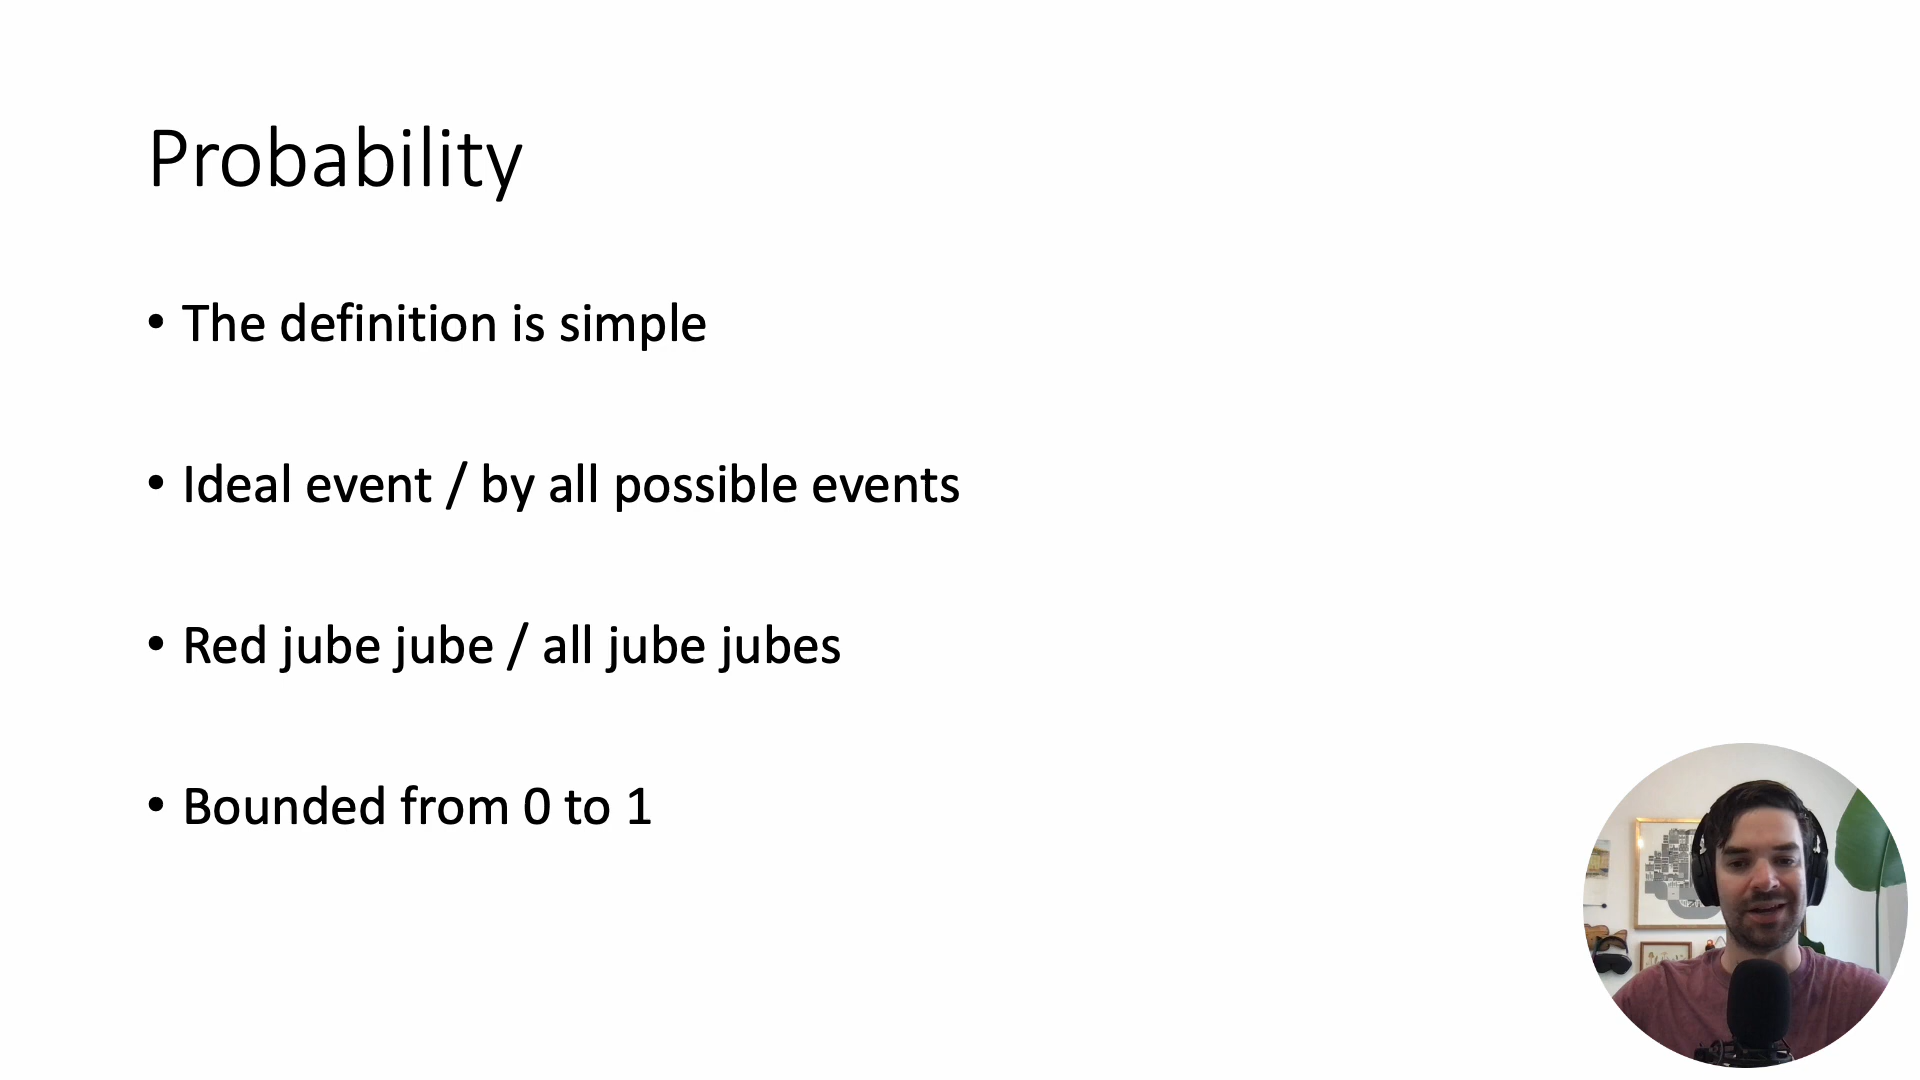 Probability
• The definition is simple
• Ideal event / by all possible events
• Red jube jube / all jube jubes
• Bounded from 0 to 1